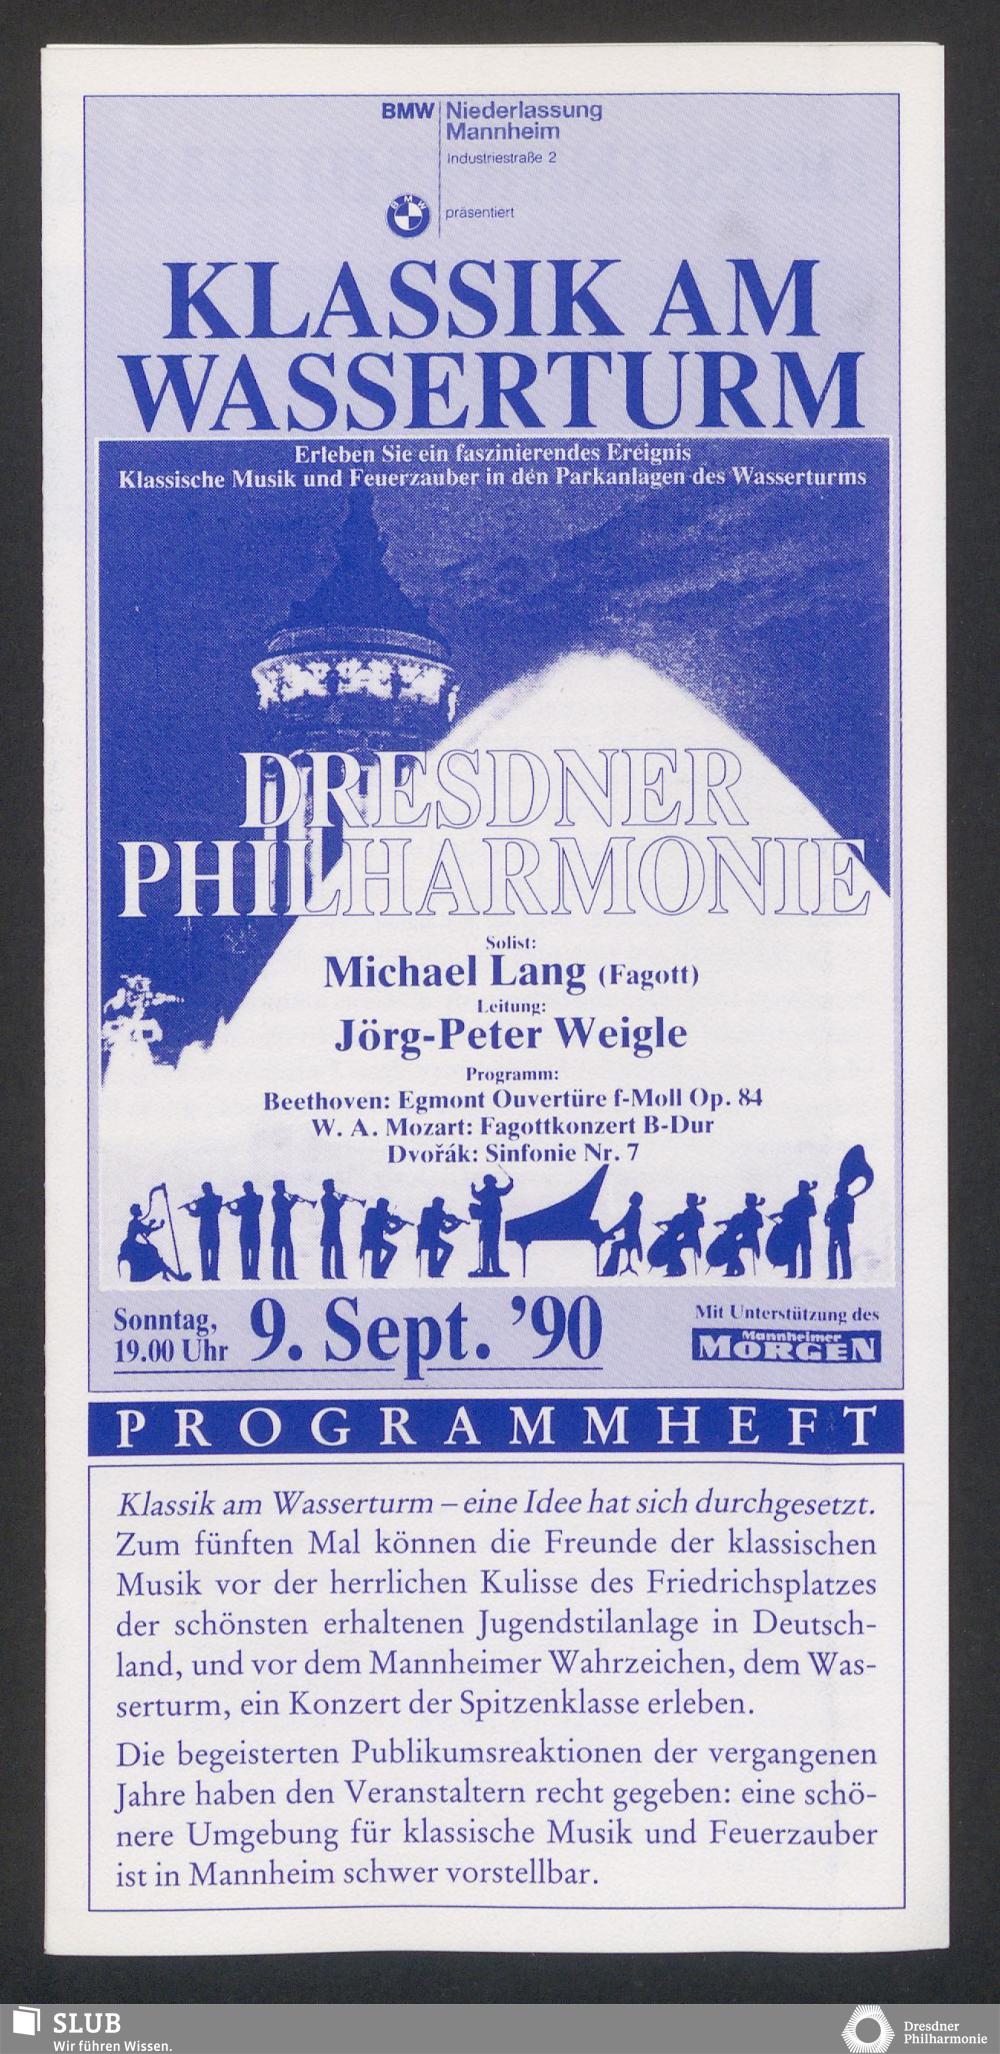 BMW Niederlassung
Mannheim
Industriestraße 2
BMW
präsentiert
KLASSIK AM
WASSERTURM
Erleben Sie ein faszinierendes Ereignis
Klassische Musik und Feuerzauber in den Parkanlagen des Wasserturms
DRESDNER
PHILHARMONIE
Solist:
Michael Lang (Fagott)
Leitung:
Jörg-Peter Weigle
Programm:
Beethoven: Egmont Ouvertüre f-Moll Op. 84
W. A. Mozart: Fagottkonzert B-Dur
Dvořák: Sinfonie Nr. 7
Sonntag,
19.00 Uhr
9. Sept. ’90
Mit Unterstützung des
Mannheimer
MORGEN
PROGRAMMHEFT
Klassik am Wasserturm – eine Idee hat sich durchgesetzt.
Zum fünften Mal können die Freunde der klassischen
Musik vor der herrlichen Kulisse des Friedrichsplatzes
der schönsten erhaltenen Jugendstilanlage in Deutsch-
land, und vor dem Mannheimer Wahrzeichen, dem Was-
serturm, ein Konzert der Spitzenklasse erleben.
Die begeisterten Publikumsreaktionen der vergangenen
Jahre haben den Veranstaltern recht gegeben: eine schö-
nere Umgebung für klassische Musik und Feuerzauber
ist in Mannheim schwer vorstellbar.
SLUB
Wir führen Wissen.
Dresdner
Philharmonie